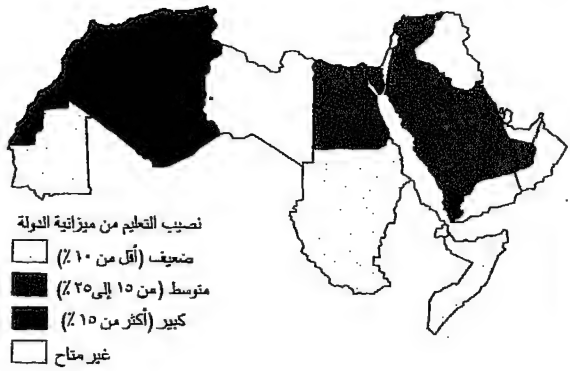 نصيب التعليم من ميزانية الدولة
ضعيف (أقل من ١٠ ٪)
متوسط (من ١٥ إلى ٢٥ ٪)
كبير (أكثر من ١٥ ٪)
غير متاح